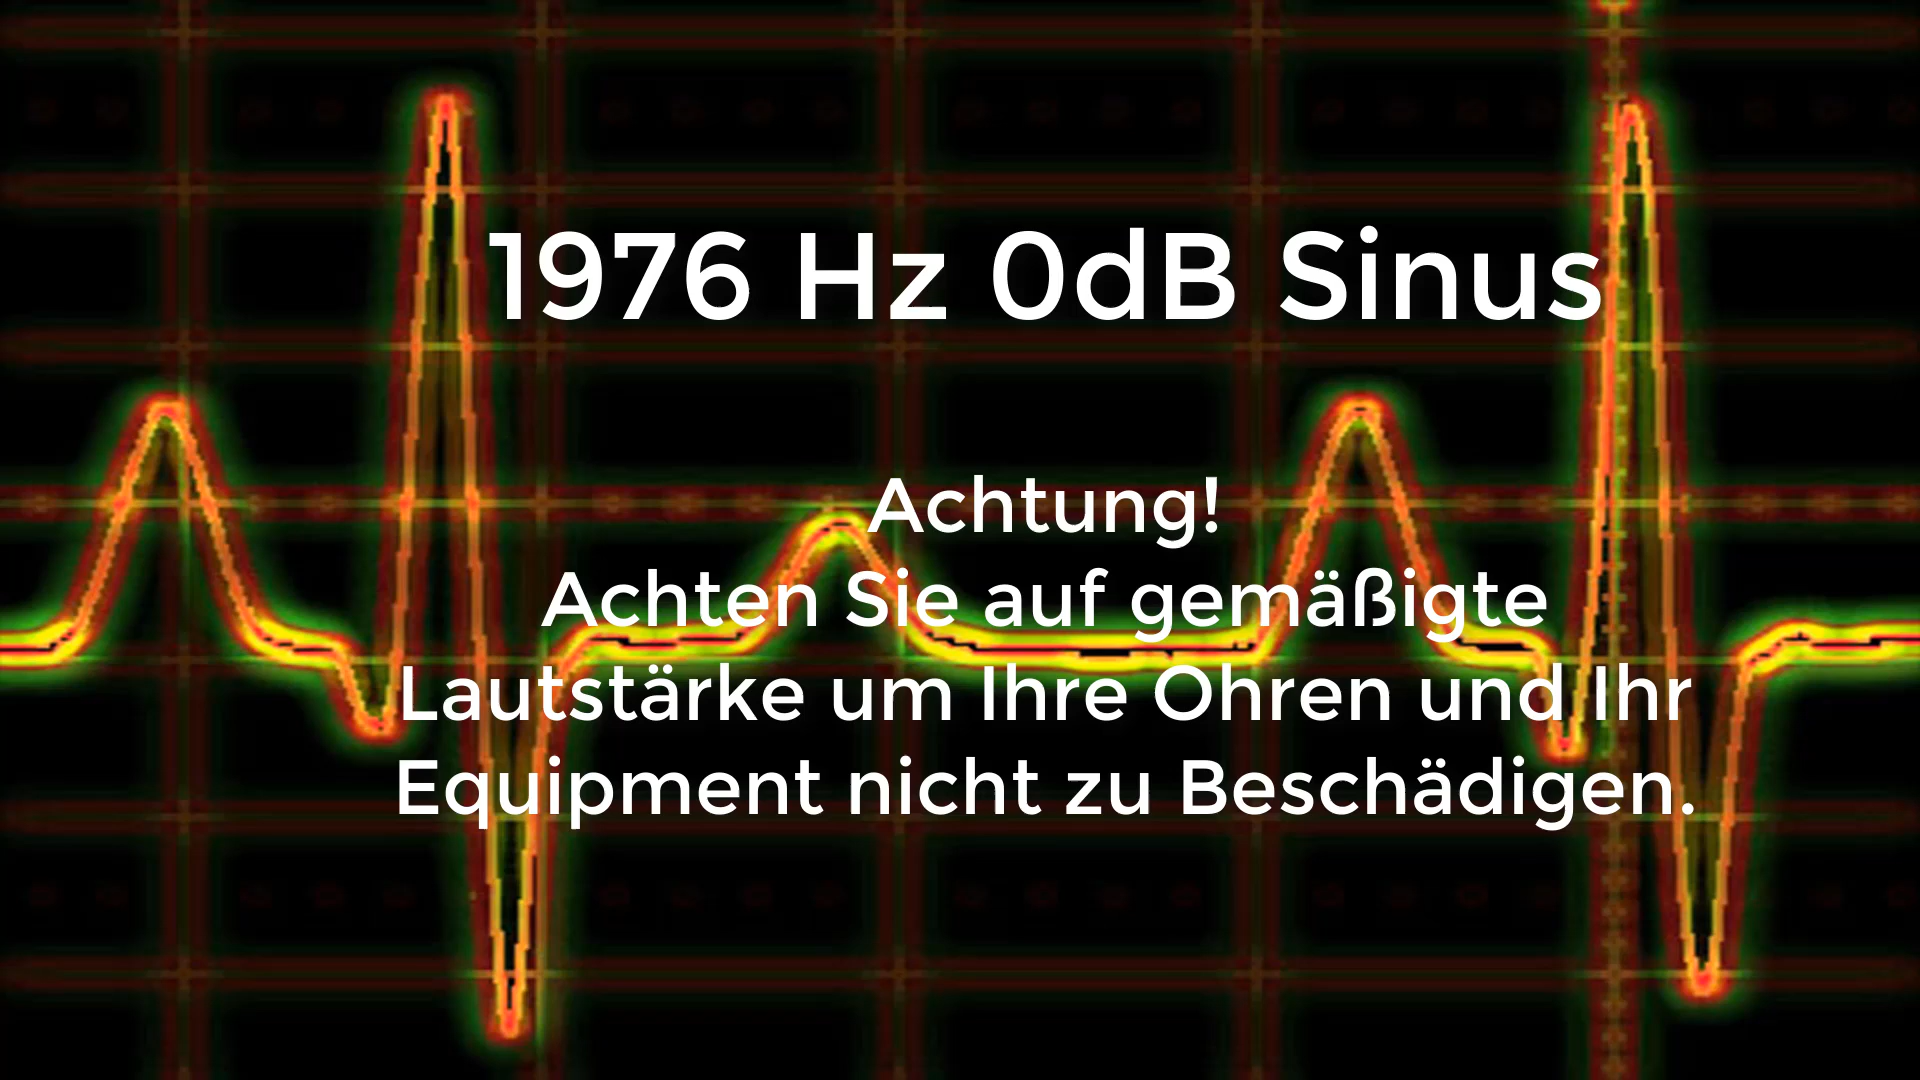 1976 Hz 0dB Sinus
Achtung!
Achten Sie auf gemäßigte
Lautstärke um Ihre Ohren und Ihr
Equipment nicht zu Beschädigen.